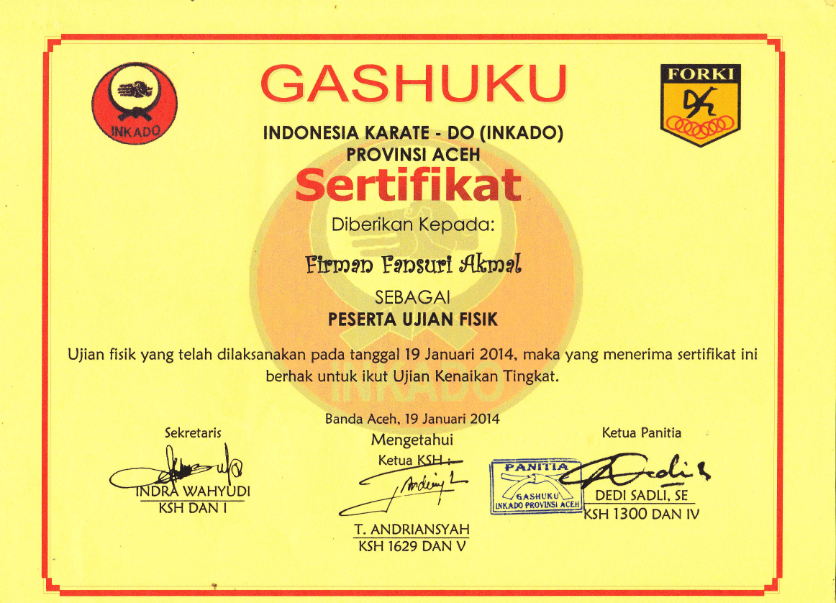 GASHUKU
INKADO
FORKI
INDONESIA KARATE - DO (INKADO)
PROVINSI ACEH
Sertifikat
Diberikan Kepada:
Firman Fansuri Akmal
SEBAGAI
PESERTA UJIAN FISIK
Ujian fisik yang telah dilaksanakan pada tanggal 19 Januari 2014, maka yang menerima sertifikat ini
berhak untuk ikut Ujian Kenaikan Tingkat.
INKADO
Banda Aceh, 19 Januari 2014
Sekretaris
INDRA WAHYUDI
KSH DAN I
Mengetahui
Ketua KSH :
T. ANDRIANSYAH
KSH 1629 DAN V
Ketua Panitia
PANITIA
GASHUKU
INKADO PROVINSI ACEH
DEDI SADLI, SE
KSH 1300 DAN IV